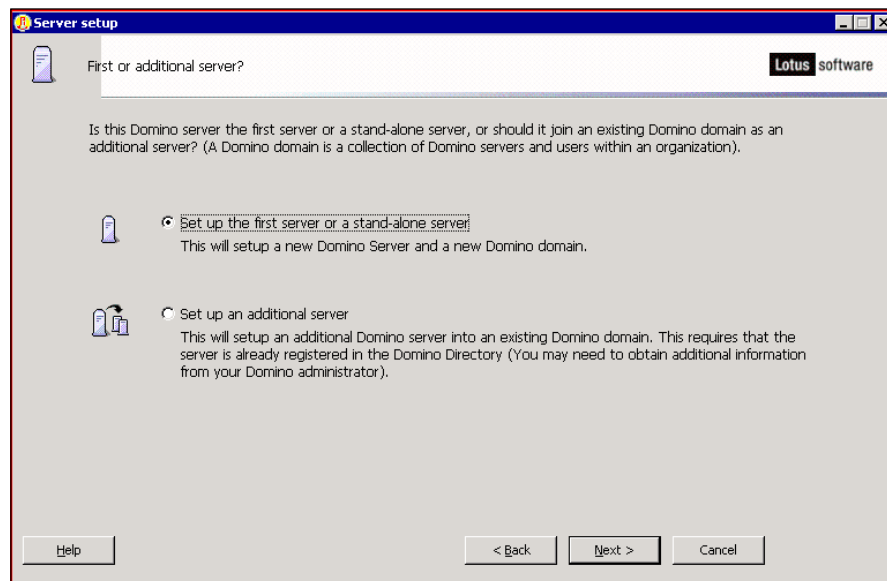 Server setup
First or additional server?
Lotus software
Is this Domino server the first server or a stand-alone server, or should it join an existing Domino domain as an
additional server? (A Domino domain is a collection of Domino servers and users within an organization).
Set up the first server or a stand-alone server
This will setup a new Domino Server and a new Domino domain.
Set up an additional server
This will setup an additional Domino server into an existing Domino domain. This requires that the
server is already registered in the Domino Directory (You may need to obtain additional information
from your Domino administrator).
Help
< Back
Next >
Cancel